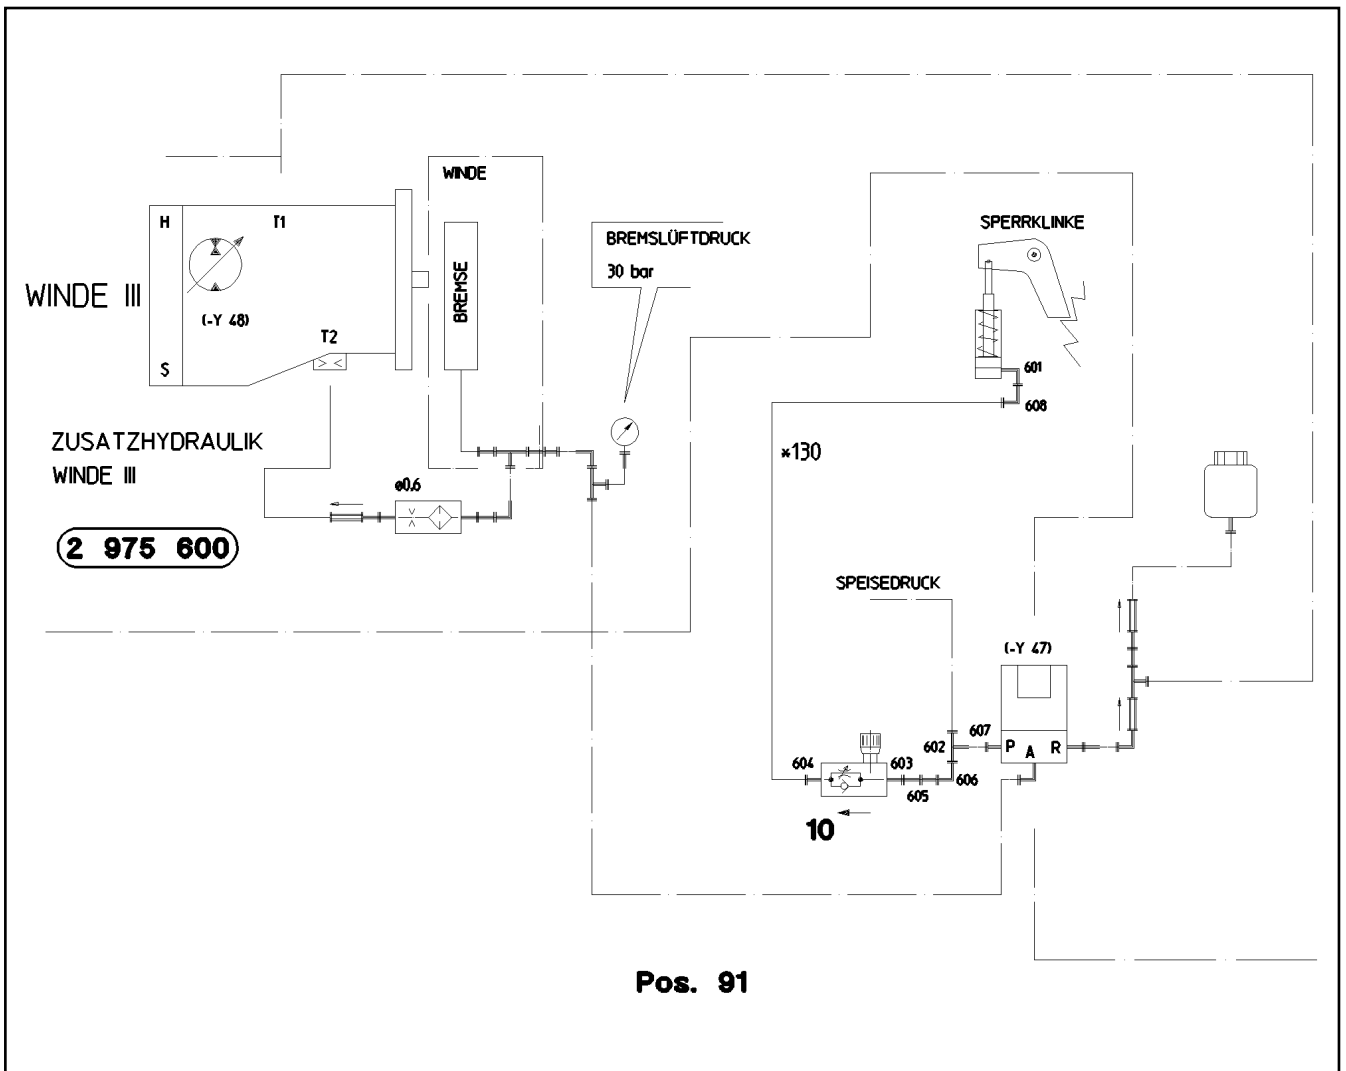 WINDE
H
T1
SPERRKLINKE
BREMSLÜFTDRUCK
30 bar
BREMSE
WINDE III
(-Y 48)
T2
S
601
608
ZUSATZHYDRAULIK
WINDE III
*130
ø0.6
2 975 600
SPEISEDRUCK
(-Y 47)
607
602
P A R
604
603
606
605
10
Pos. 91